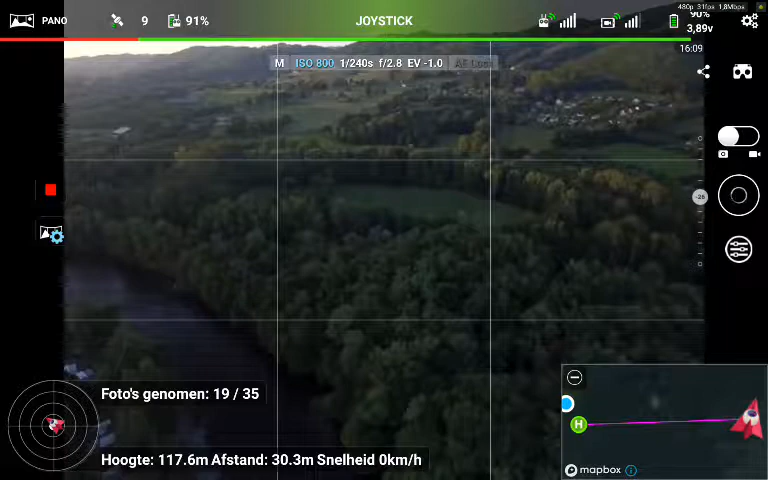 480p 31fps 1,8Mbps
PANO
9
91%
JOYSTICK
90%
3,89v
16:09
M ISO 800 1/240s f/2.8 EV -1.0 AE Lock
-26
Foto's genomen: 19 / 35
H
Hoogte: 117.6m Afstand: 30.3m Snelheid 0km/h
mapbox